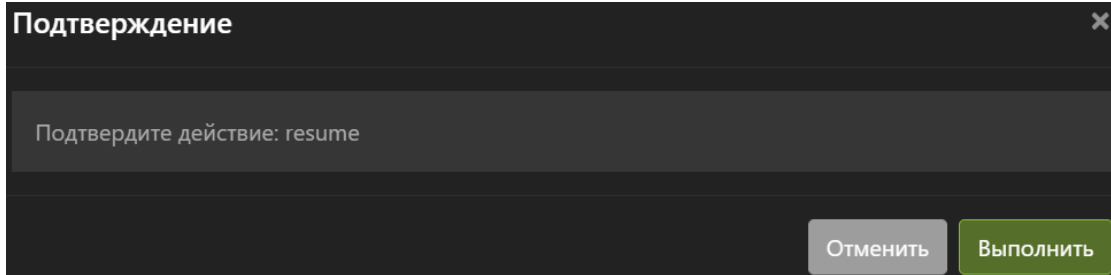 Подтверждение
Подтвердите действие: resume
Отменить Выполнить